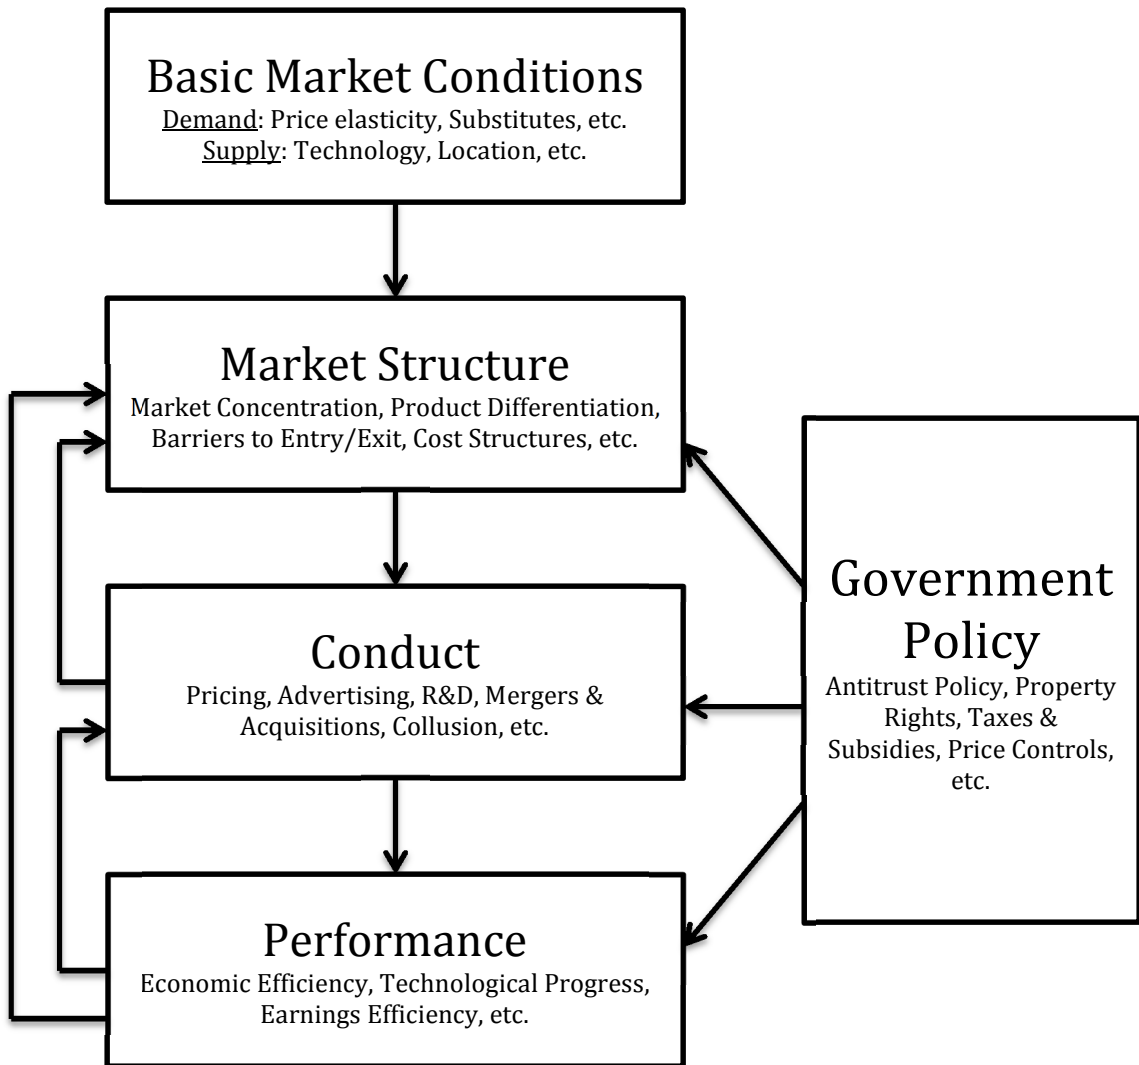 Basic Market Conditions
Demand: Price elasticity, Substitutes, etc.
Supply: Technology, Location, etc.
Market Structure
Market Concentration, Product Differentiation,
Barriers to Entry/Exit, Cost Structures, etc.
Conduct
Pricing, Advertising, R&D, Mergers &
Acquisitions, Collusion, etc.
Performance
Economic Efficiency, Technological Progress,
Earnings Efficiency, etc.
Government
Policy
Antitrust Policy, Property
Rights, Taxes &
Subsidies, Price Controls,
etc.